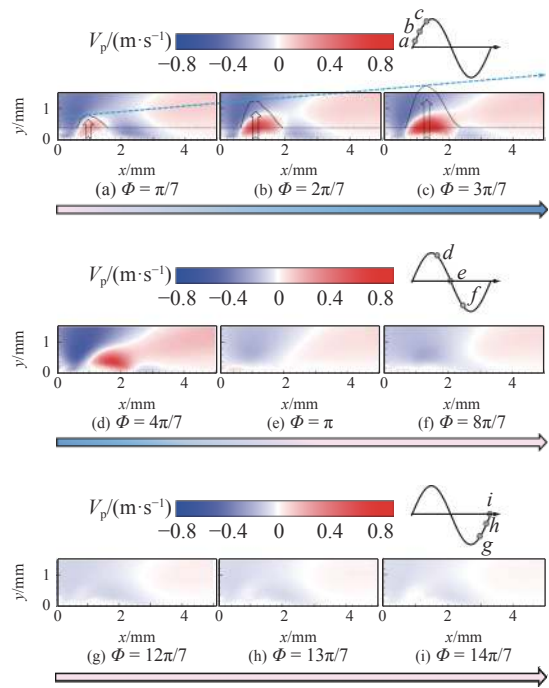 c
b
a
Vp/(m·s⁻¹)
−0.8 −0.4 0 0.4 0.8
y/mm
1
0
0 2 4 0 2 4 0 2 4
x/mm x/mm x/mm
(a) Φ = π/7 (b) Φ = 2π/7 (c) Φ = 3π/7
d
e
f
Vp/(m·s⁻¹)
−0.8 −0.4 0 0.4 0.8
y/mm
1
0
0 2 4 0 2 4 0 2 4
x/mm x/mm x/mm
(d) Φ = 4π/7 (e) Φ = π (f) Φ = 8π/7
i
h
g
Vp/(m·s⁻¹)
−0.8 −0.4 0 0.4 0.8
y/mm
1
0
0 2 4 0 2 4 0 2 4
x/mm x/mm x/mm
(g) Φ = 12π/7 (h) Φ = 13π/7 (i) Φ = 14π/7